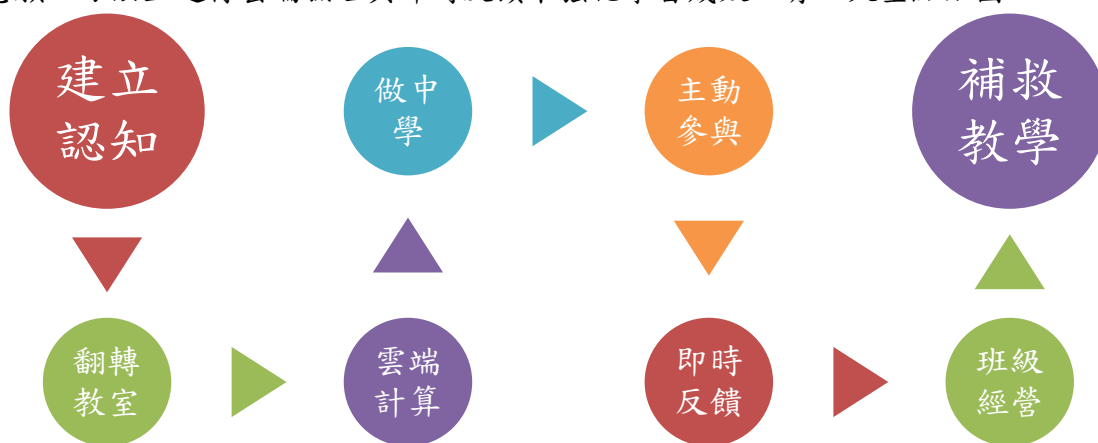 建立
認知
翻轉
教室
雲端
計算
做中
學
主動
參與
即時
反饋
班級
經營
補救
教學